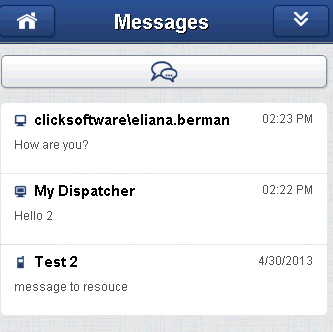 Messages
clicksoftware\eliana.berman 02:23 PM
How are you?
My Dispatcher 02:22 PM
Hello 2
Test 2 4/30/2013
message to resouce